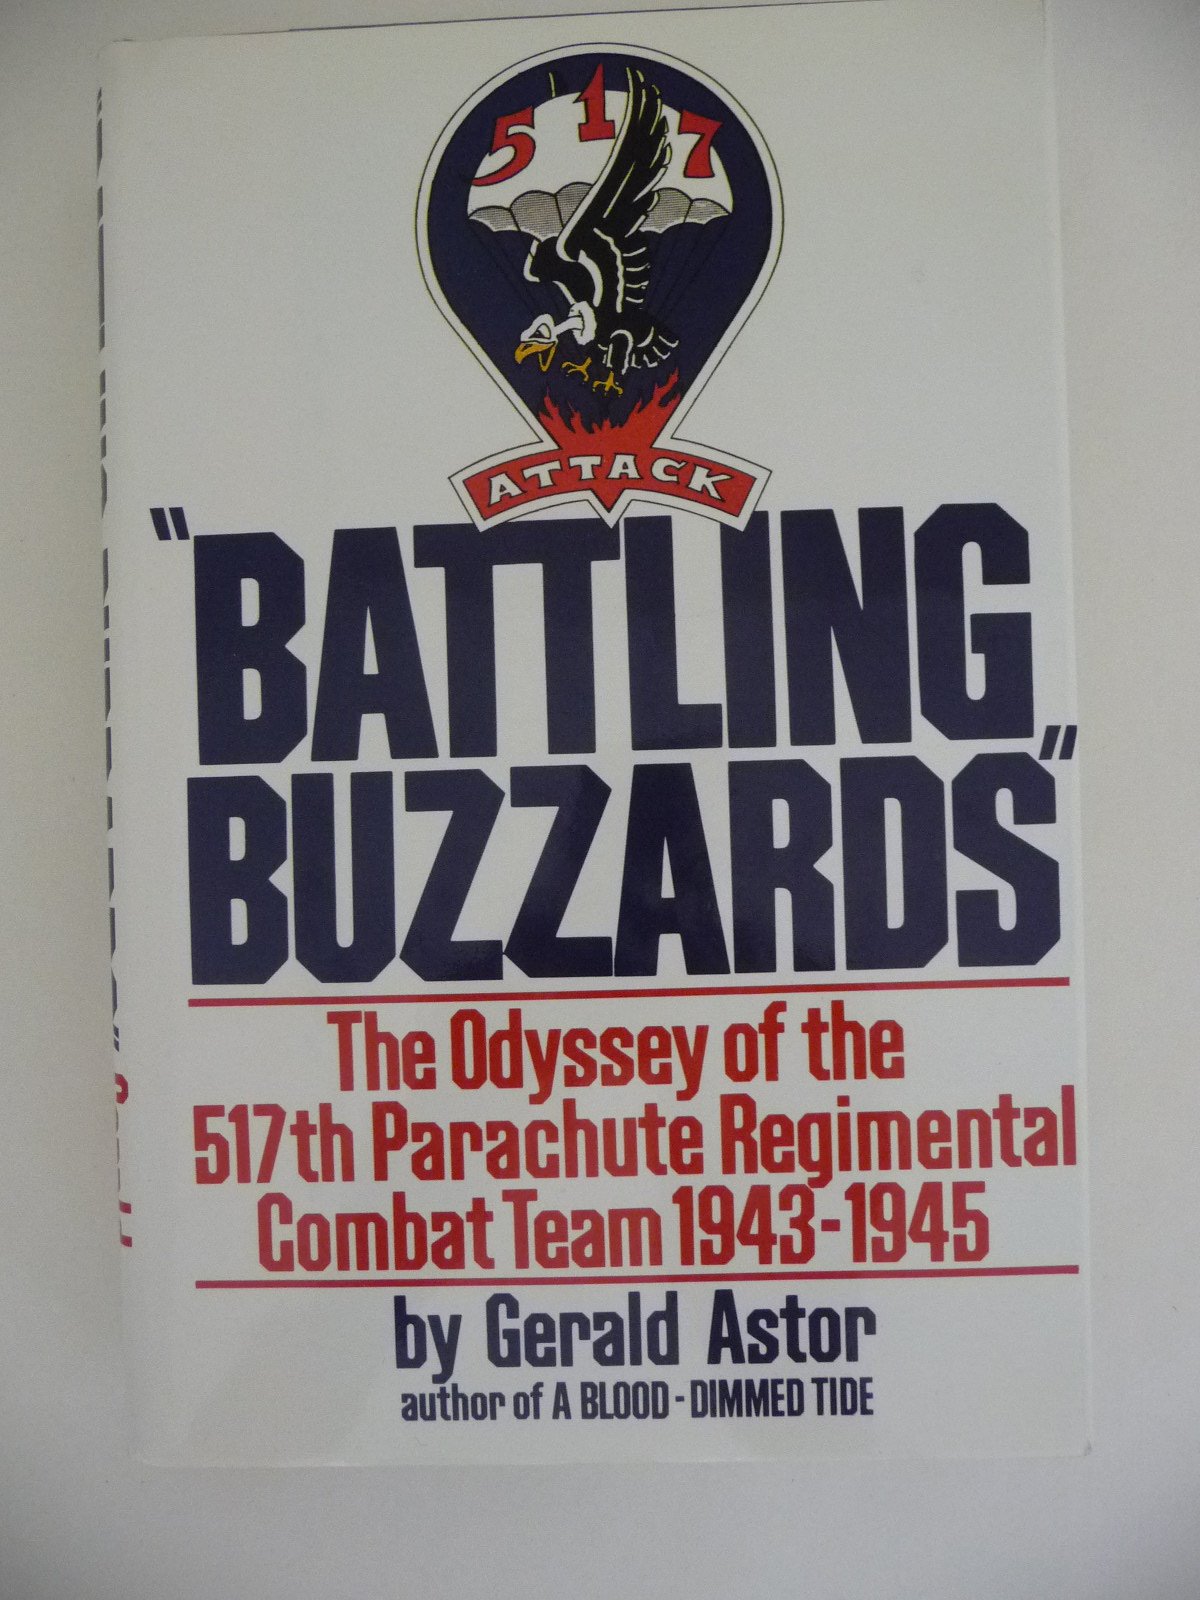 517
ATTACK
"BATTLING
BUZZARDS"
The Odyssey of the
517th Parachute Regimental
Combat Team 1943-1945
by Gerald Astor
author of A BLOOD-DIMMED TIDE